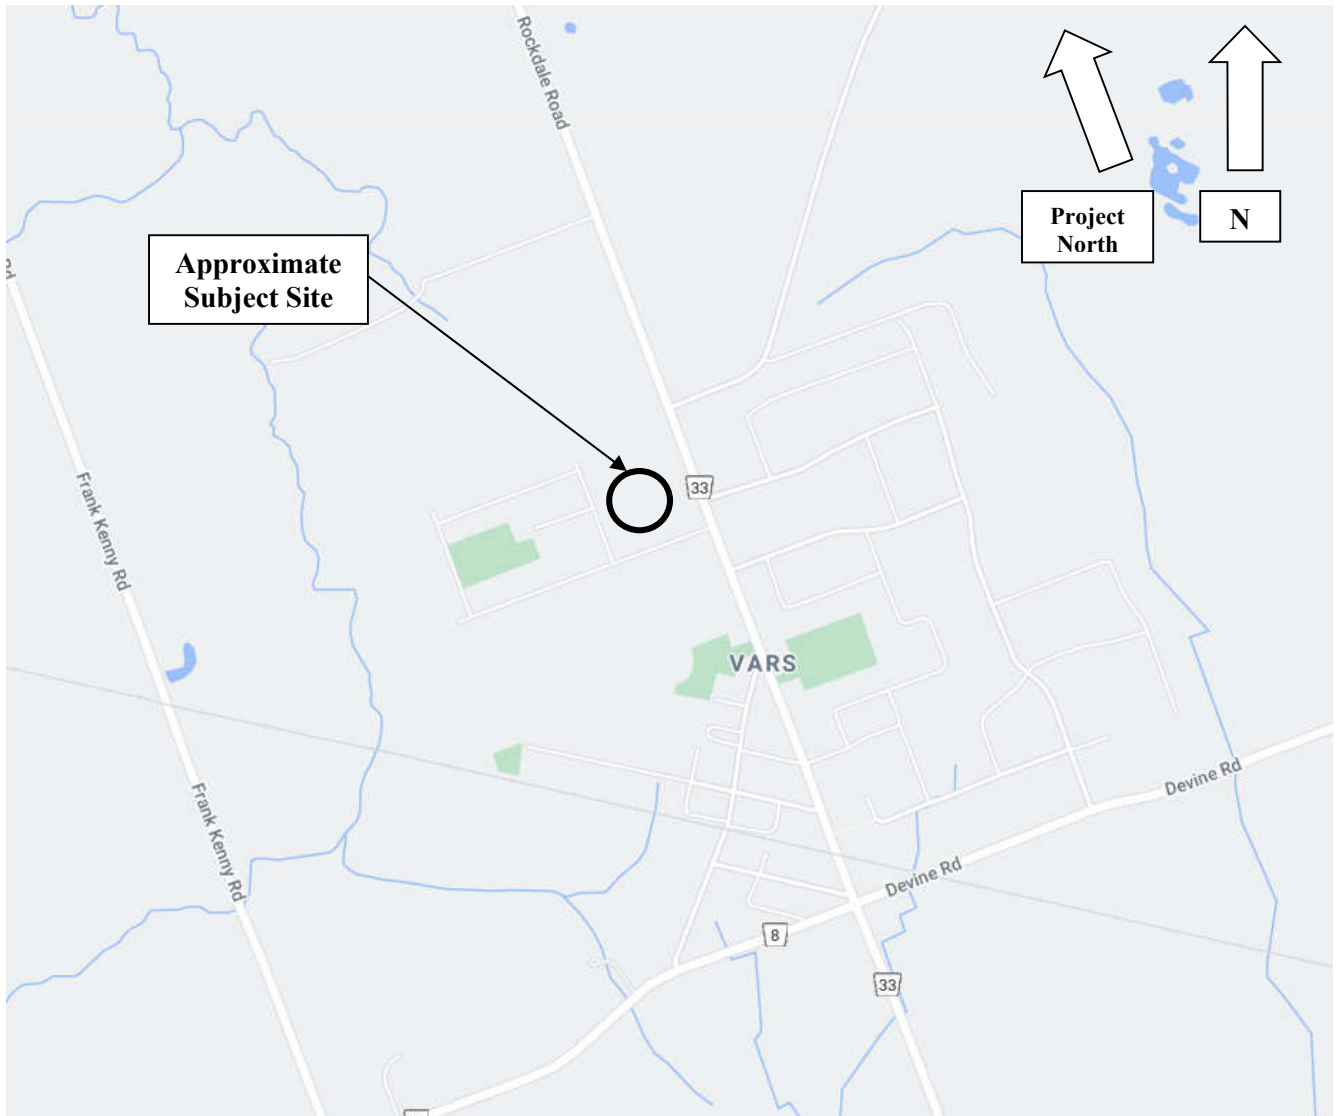 Rockdale Road
Project
North
N
Approximate
Subject Site
Rd
33
Frank Kenny Rd
VARS
Devine Rd
Frank Kenny Rd
Devine Rd
8
33